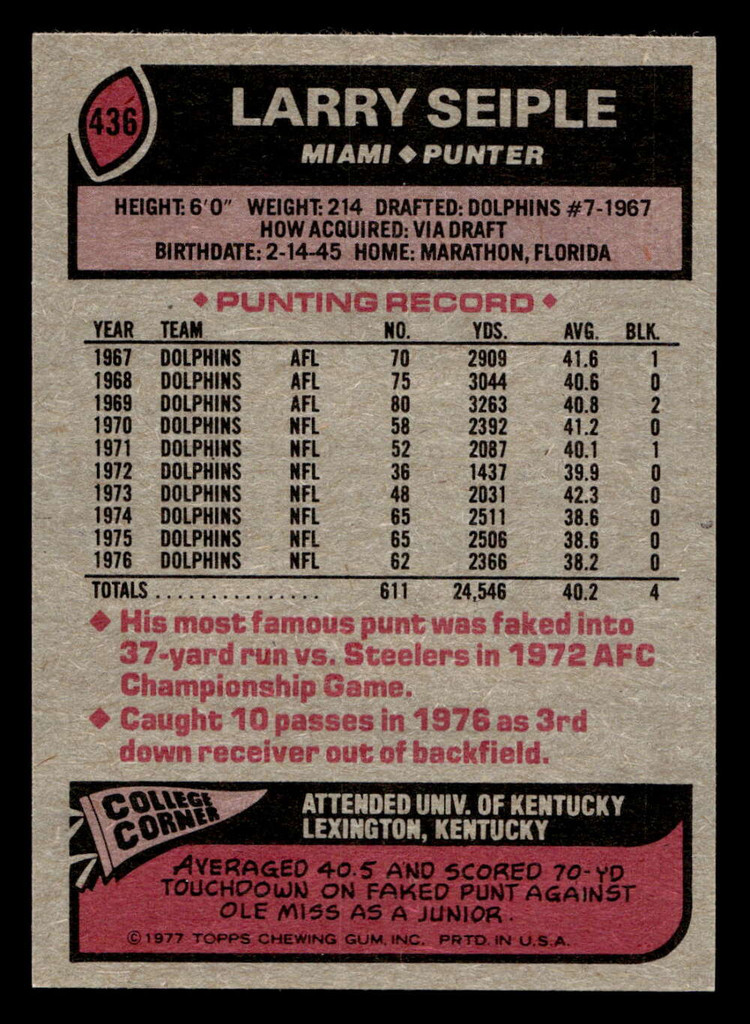 436
LARRY SEIPLE
MIAMI ◆ PUNTER
HEIGHT: 6'0" WEIGHT: 214 DRAFTED: DOLPHINS #7-1967
HOW ACQUIRED: VIA DRAFT
BIRTHDATE: 2-14-45 HOME: MARATHON, FLORIDA
◆ PUNTING RECORD ◆
YEAR TEAM NO. YDS. AVG. BLK.
1967 DOLPHINS AFL 70 2909 41.6 1
1968 DOLPHINS AFL 75 3044 40.6 0
1969 DOLPHINS AFL 80 3263 40.8 2
1970 DOLPHINS NFL 58 2392 41.2 0
1971 DOLPHINS NFL 52 2087 40.1 1
1972 DOLPHINS NFL 36 1437 39.9 0
1973 DOLPHINS NFL 48 2031 42.3 0
1974 DOLPHINS NFL 65 2511 38.6 0
1975 DOLPHINS NFL 65 2506 38.6 0
1976 DOLPHINS NFL 62 2366 38.2 0
TOTALS ............... 611 24,546 40.2 4
◆ His most famous punt was faked into
37-yard run vs. Steelers in 1972 AFC
Championship Game.
◆ Caught 10 passes in 1976 as 3rd
down receiver out of backfield.
COLLEGE
CORNER
ATTENDED UNIV. OF KENTUCKY
LEXINGTON, KENTUCKY
AVERAGED 40.5 AND SCORED 70-YD
TOUCHDOWN ON FAKED PUNT AGAINST
OLE MISS AS A JUNIOR.
© 1977 TOPPS CHEWING GUM, INC. PRTD. IN U.S.A.